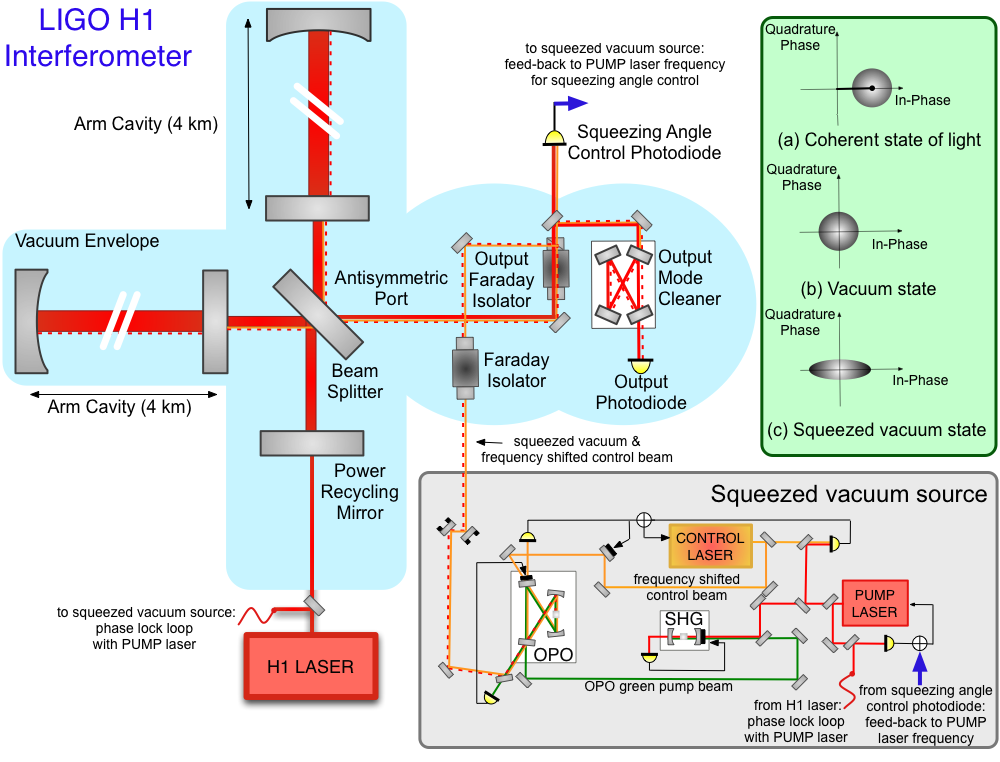 LIGO H1
Interferometer
Arm Cavity (4 km)
Vacuum Envelope
Arm Cavity (4 km)
Antisymmetric
Port
Beam
Splitter
Power
Recycling
Mirror
to squeezed vacuum source:
phase lock loop
with PUMP laser
H1 LASER
to squeezed vacuum source:
feed-back to PUMP laser frequency
for squeezing angle control
Squeezing Angle
Control Photodiode
Output
Faraday
Isolator
Output
Mode
Cleaner
Faraday
Isolator
Output
Photodiode
squeezed vacuum &
frequency shifted control beam
Quadrature
Phase
In-Phase
(a) Coherent state of light
Quadrature
Phase
In-Phase
(b) Vacuum state
Quadrature
Phase
In-Phase
(c) Squeezed vacuum state
Squeezed vacuum source
CONTROL
LASER
frequency shifted
control beam
PUMP
LASER
SHG
OPO
OPO green pump beam
from H1 laser:
phase lock loop
with PUMP laser
from squeezing angle
control photodiode:
feed-back to PUMP
laser frequency